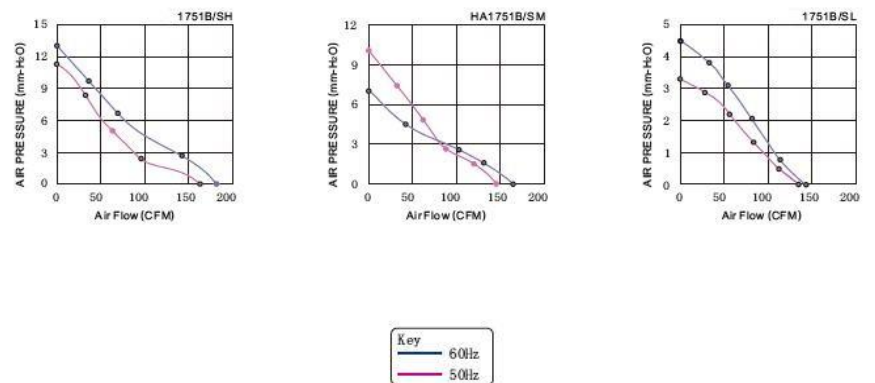 1751B/SH
AIR PRESSURE (mm-H₂O)
15
12
9
6
3
0
0 50 100 150 200
Air Flow (CFM)
HA1751B/SM
AIR PRESSURE (mm-H₂O)
12
9
6
3
0
0 50 100 150 200
Air Flow (CFM)
1751B/SL
AIR PRESSURE (mm-H₂O)
5
4
3
2
1
0
0 50 100 150 200
Air Flow (CFM)
Key
60Hz
50Hz